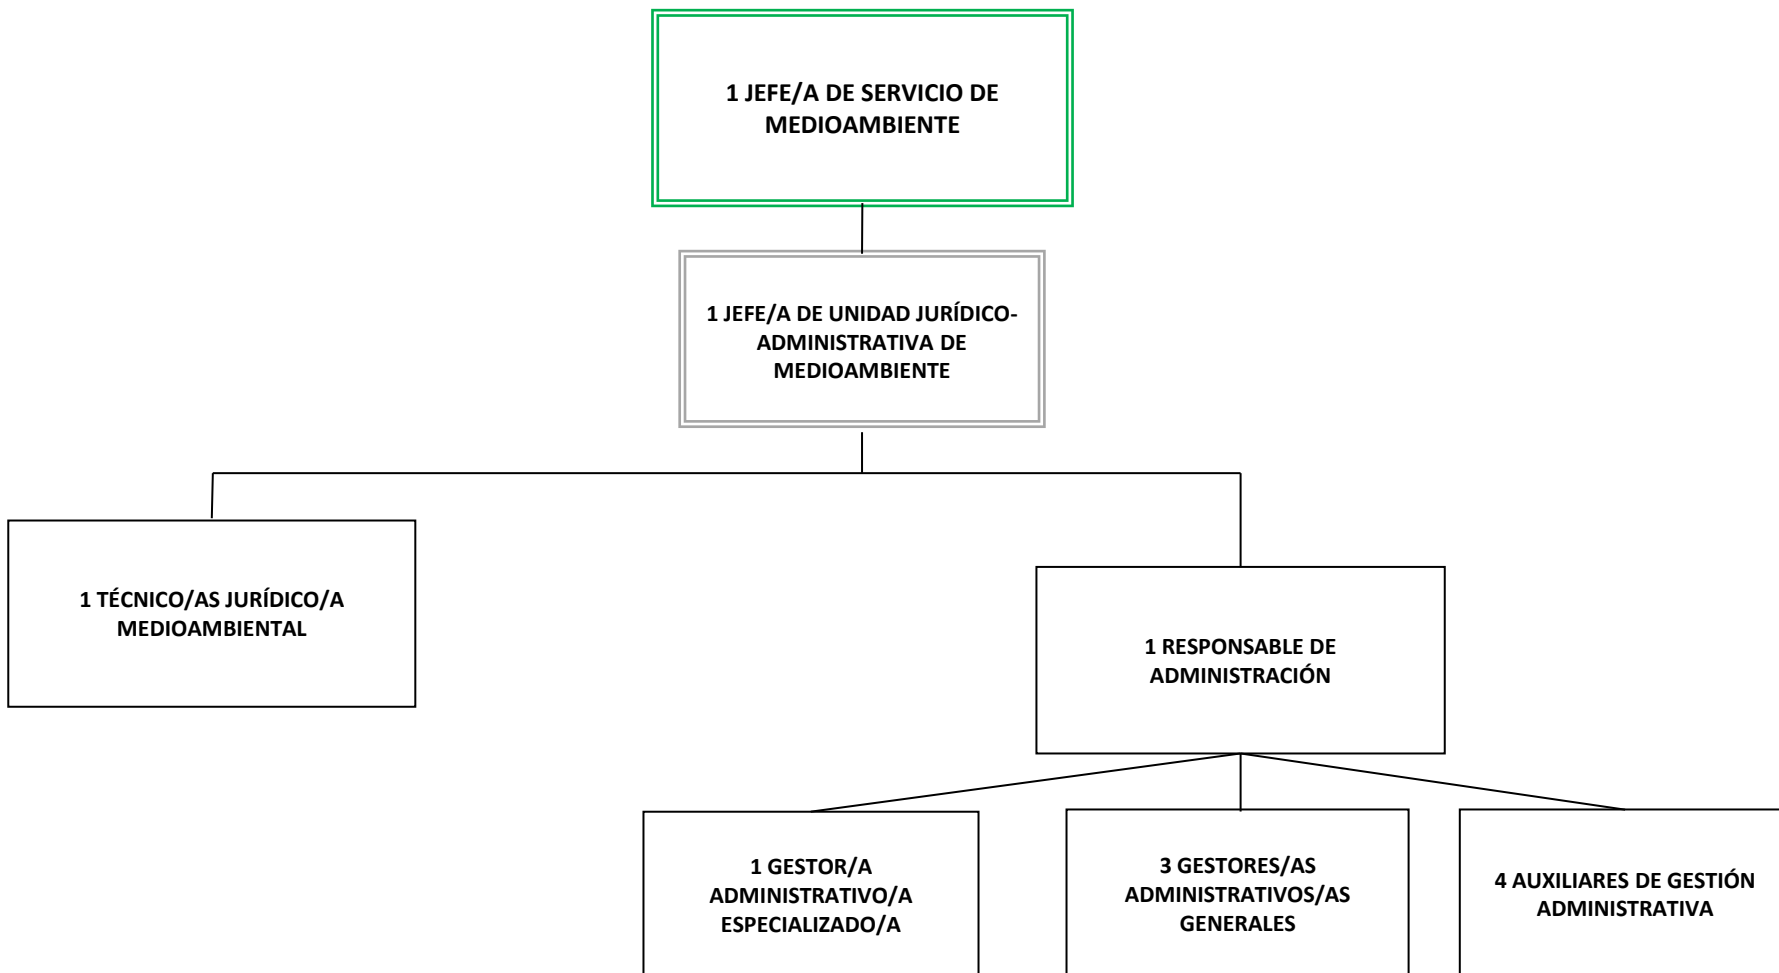 1 JEFE/A DE SERVICIO DE
MEDIOAMBIENTE
1 JEFE/A DE UNIDAD JURÍDICO-
ADMINISTRATIVA DE
MEDIOAMBIENTE
1 TÉCNICO/AS JURÍDICO/A
MEDIOAMBIENTAL
1 RESPONSABLE DE
ADMINISTRACIÓN
1 GESTOR/A
ADMINISTRATIVO/A
ESPECIALIZADO/A
3 GESTORES/AS
ADMINISTRATIVOS/AS
GENERALES
4 AUXILIARES DE GESTIÓN
ADMINISTRATIVA